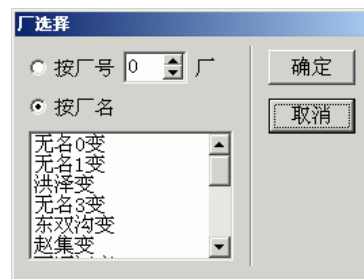 厂选择
按厂号 0 厂
确定
按厂名
取消
无名0变
无名1变
洪泽变
无名3变
东双沟变
赵集变